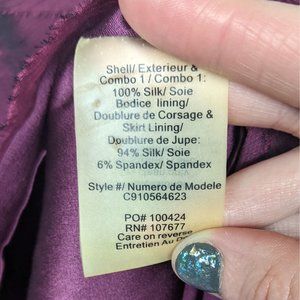 Shell/ Exterieur &
Combo 1 / Combo 1:
100% Silk/ Soie
Bodice lining/
Doublure de Corsage &
Skirt Lining/
Doublure de Jupe:
94% Silk/ Soie
6% Spandex/ Spandex
Style #/ Numero de Modele
C910564623
PO# 100424
RN# 107677
Care on reverse
Entretien Au